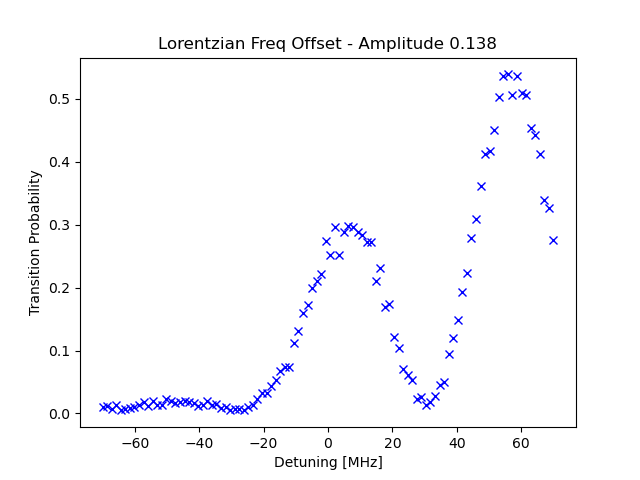 Lorentzian Freq Offset - Amplitude 0.138
Transition Probability
0.5
0.4
0.3
0.2
0.1
0.0
−60 −40 −20 0 20 40 60
Detuning [MHz]